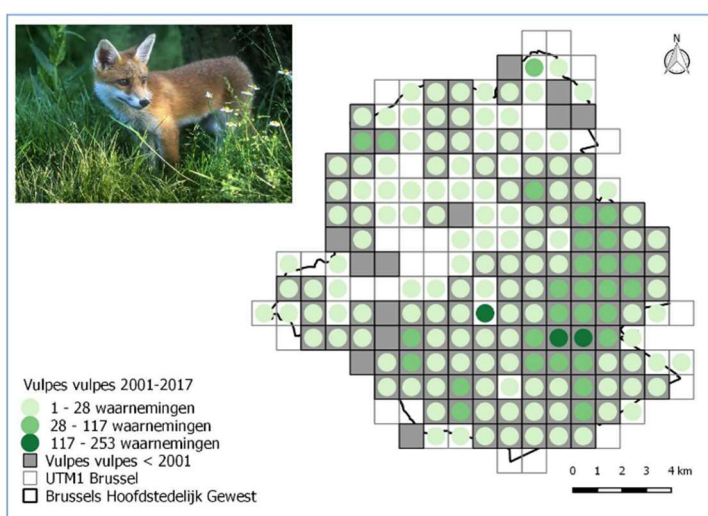 N
Vulpes vulpes 2001-2017
1 - 28 waarnemingen
28 - 117 waarnemingen
117 - 253 waarnemingen
Vulpes vulpes < 2001
UTM1 Brussel
Brussels Hoofdstedelijk Gewest
0 1 2 3 4 km